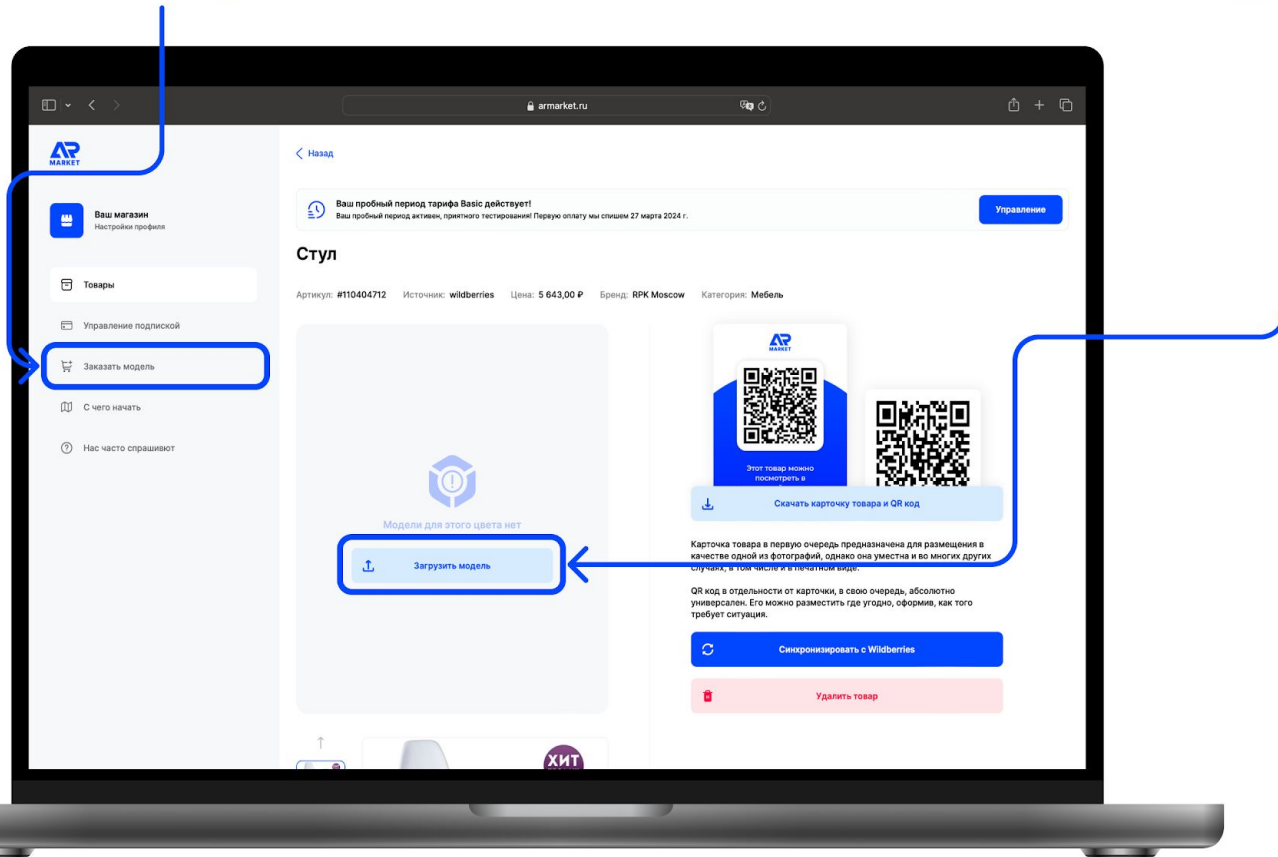 armarket.ru
AR
MARKET
Назад
Ваш пробный период тарифа Basic действует!
Ваш пробный период активен, приятного тестирования! Первую оплату мы спишем 27 марта 2024 г.
Управление
Ваш магазин
Настройки профиля
Стул
Товары
Артикул: #110404712 Источник: wildberries Цена: 5 643,00 ₽ Бренд: RPK Moscow Категория: Мебель
Управление подпиской
Заказать модель
С чего начать
Нас часто спрашивют
Модели для этого цвета нет
Загрузить модель
AR
MARKET
Этот товар можно
посмотреть в
Скачать карточку товара и QR код
Карточка товара в первую очередь предназначена для размещения в
качестве одной из фотографий, однако она уместна и во многих других
случаях, в том числе и в печатном виде.
QR код в отдельности от карточки, в свою очередь, абсолютно
универсален. Его можно разместить где угодно, оформив, как того
требует ситуация.
Синхронизировать с Wildberries
Удалить товар
ХИТ